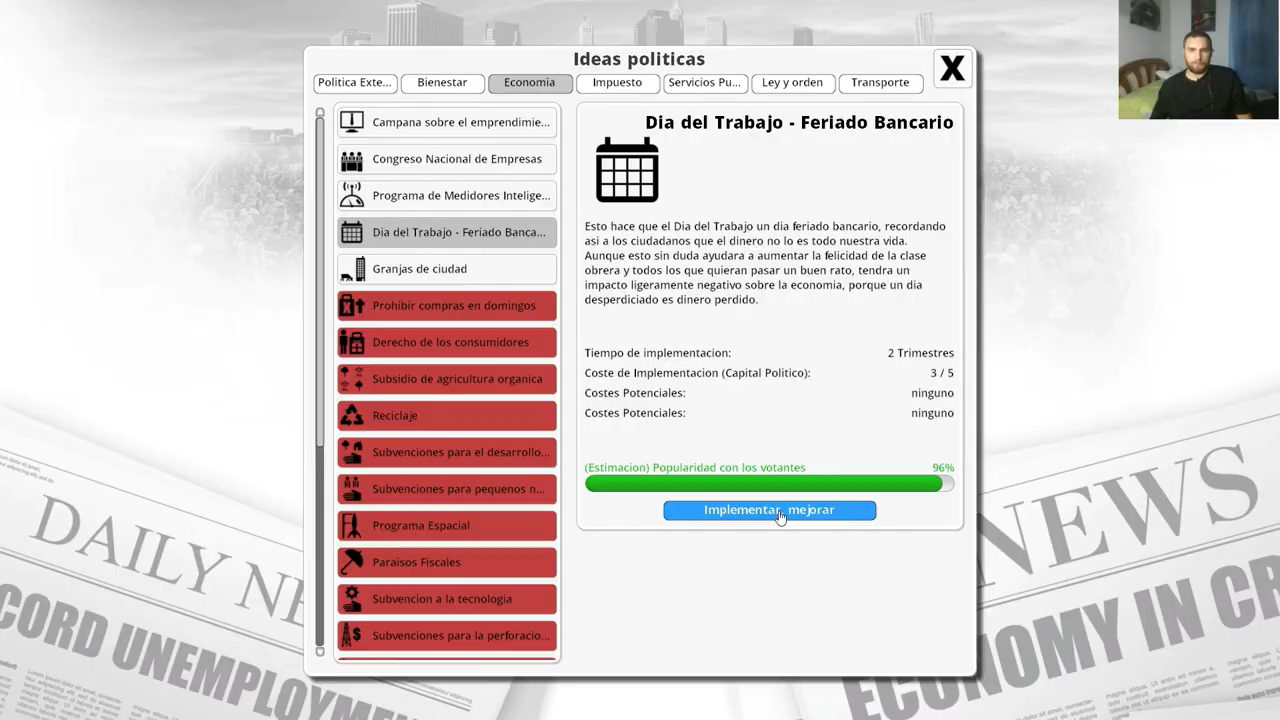 Ideas politicas
X
Politica Exte...
Bienestar
Economia
Impuesto
Servicios Pu...
Ley y orden
Transporte
Campana sobre el emprendimie...
Congreso Nacional de Empresas
Programa de Medidores Intelige...
Dia del Trabajo - Feriado Banca...
Granjas de ciudad
Prohibir compras en domingos
Derecho de los consumidores
Subsidio de agricultura organica
Reciclaje
Subvenciones para el desarrollo...
Subvenciones para pequenos n...
Programa Espacial
Paraisos Fiscales
Subvencion a la tecnologia
Subvenciones para la perforacio...
Dia del Trabajo - Feriado Bancario
Esto hace que el Dia del Trabajo un dia feriado bancario, recordando
asi a los ciudadanos que el dinero no lo es todo nuestra vida.
Aunque esto sin duda ayudara a aumentar la felicidad de la clase
obrera y todos los que quieran pasar un buen rato, tendra un
impacto ligeramente negativo sobre la economia, porque un dia
desperdiciado es dinero perdido.
Tiempo de implementacion: 2 Trimestres
Coste de Implementacion (Capital Politico): 3 / 5
Costes Potenciales: ninguno
Costes Potenciales: ninguno
(Estimacion) Popularidad con los votantes 96%
Implementar, mejorar
DAILY NE
CORD UNEMPLOYM
NEWS
ECONOMY IN CR